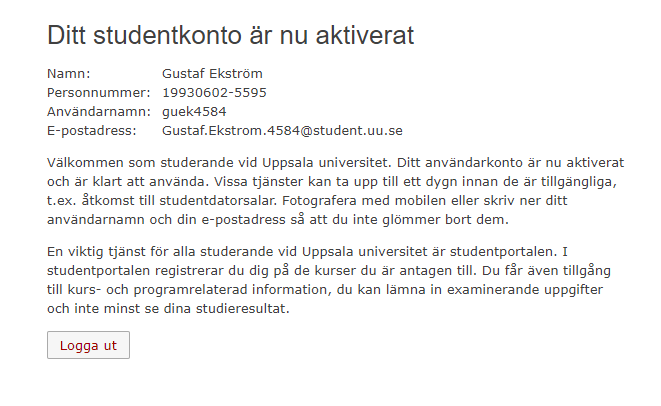 Ditt studentkonto är nu aktiverat
Namn: Gustaf Ekström
Personnummer: 19930602-5595
Användarnamn: guek4584
E-postadress: Gustaf.Ekstrom.4584@student.uu.se
Välkommen som studerande vid Uppsala universitet. Ditt användarkonto är nu aktiverat
och är klart att använda. Vissa tjänster kan ta upp till ett dygn innan de är tillgängliga,
t.ex. åtkomst till studentdatorsalar. Fotografera med mobilen eller skriv ner ditt
användarnamn och din e-postadress så att du inte glömmer bort dem.
En viktig tjänst för alla studerande vid Uppsala universitet är studentportalen. I
studentportalen registrerar du dig på de kurser du är antagen till. Du får även tillgång
till kurs- och programrelaterad information, du kan lämna in examinerande uppgifter
och inte minst se dina studieresultat.
Logga ut